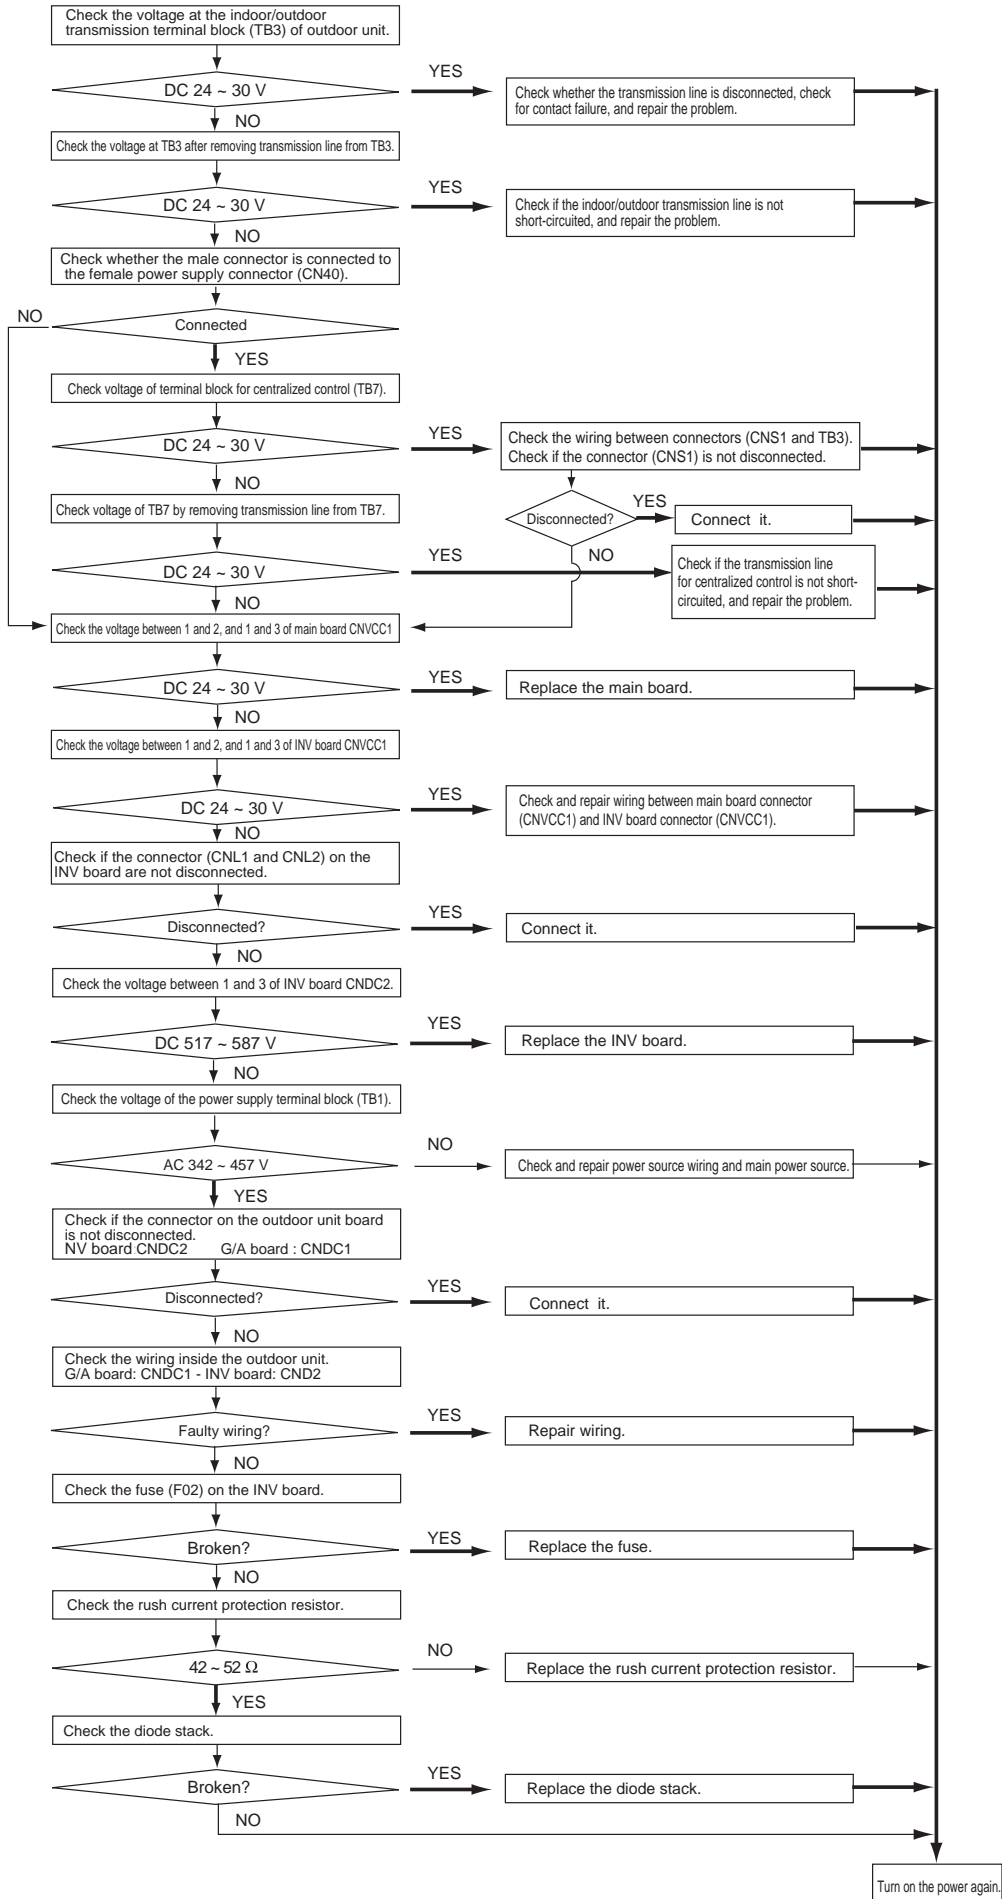 Check the voltage at the indoor/outdoor
transmission terminal block (TB3) of outdoor unit.
DC 24 ~ 30 V
YES
Check whether the transmission line is disconnected, check
for contact failure, and repair the problem.
NO
Check the voltage at TB3 after removing transmission line from TB3.
DC 24 ~ 30 V
YES
Check if the indoor/outdoor transmission line is not
short-circuited, and repair the problem.
NO
Check whether the male connector is connected to
the female power supply connector (CN40).
NO
Connected
YES
Check voltage of terminal block for centralized control (TB7).
DC 24 ~ 30 V
YES
Check the wiring between connectors (CNS1 and TB3).
Check if the connector (CNS1) is not disconnected.
NO
Disconnected?
YES
Connect it.
NO
Check voltage of TB7 by removing transmission line from TB7.
DC 24 ~ 30 V
YES
Check if the transmission line
for centralized control is not short-
circuited, and repair the problem.
NO
Check the voltage between 1 and 2, and 1 and 3 of main board CNVCC1
DC 24 ~ 30 V
YES
Replace the main board.
NO
Check the voltage between 1 and 2, and 1 and 3 of INV board CNVCC1
DC 24 ~ 30 V
YES
Check and repair wiring between main board connector
(CNVCC1) and INV board connector (CNVCC1).
NO
Check if the connector (CNL1 and CNL2) on the
INV board are not disconnected.
Disconnected?
YES
Connect it.
NO
Check the voltage between 1 and 3 of INV board CNDC2.
DC 517 ~ 587 V
YES
Replace the INV board.
NO
Check the voltage of the power supply terminal block (TB1).
AC 342 ~ 457 V
NO
Check and repair power source wiring and main power source.
YES
Check if the connector on the outdoor unit board
is not disconnected.
NV board CNDC2 G/A board : CNDC1
Disconnected?
YES
Connect it.
NO
Check the wiring inside the outdoor unit.
G/A board: CNDC1 - INV board: CND2
Faulty wiring?
YES
Repair wiring.
NO
Check the fuse (F02) on the INV board.
Broken?
YES
Replace the fuse.
NO
Check the rush current protection resistor.
42 ~ 52 Ω
NO
Replace the rush current protection resistor.
YES
Check the diode stack.
Broken?
YES
Replace the diode stack.
NO
Turn on the power again.